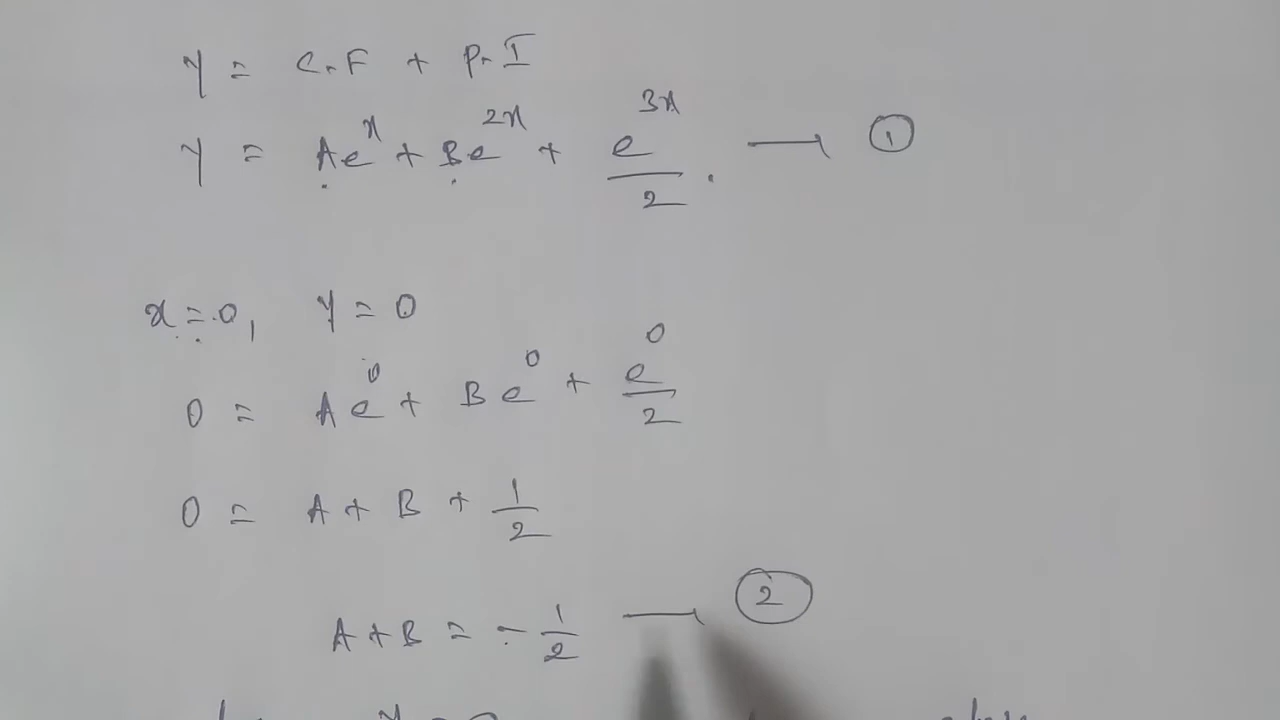 y = C.F + P.I
y = Ae^x + Be^2x + e^3x/2. — ①
x = 0, y = 0
0 = Ae^0 + Be^0 + e^0/2
0 = A + B + 1/2
A + B = - 1/2 — ②